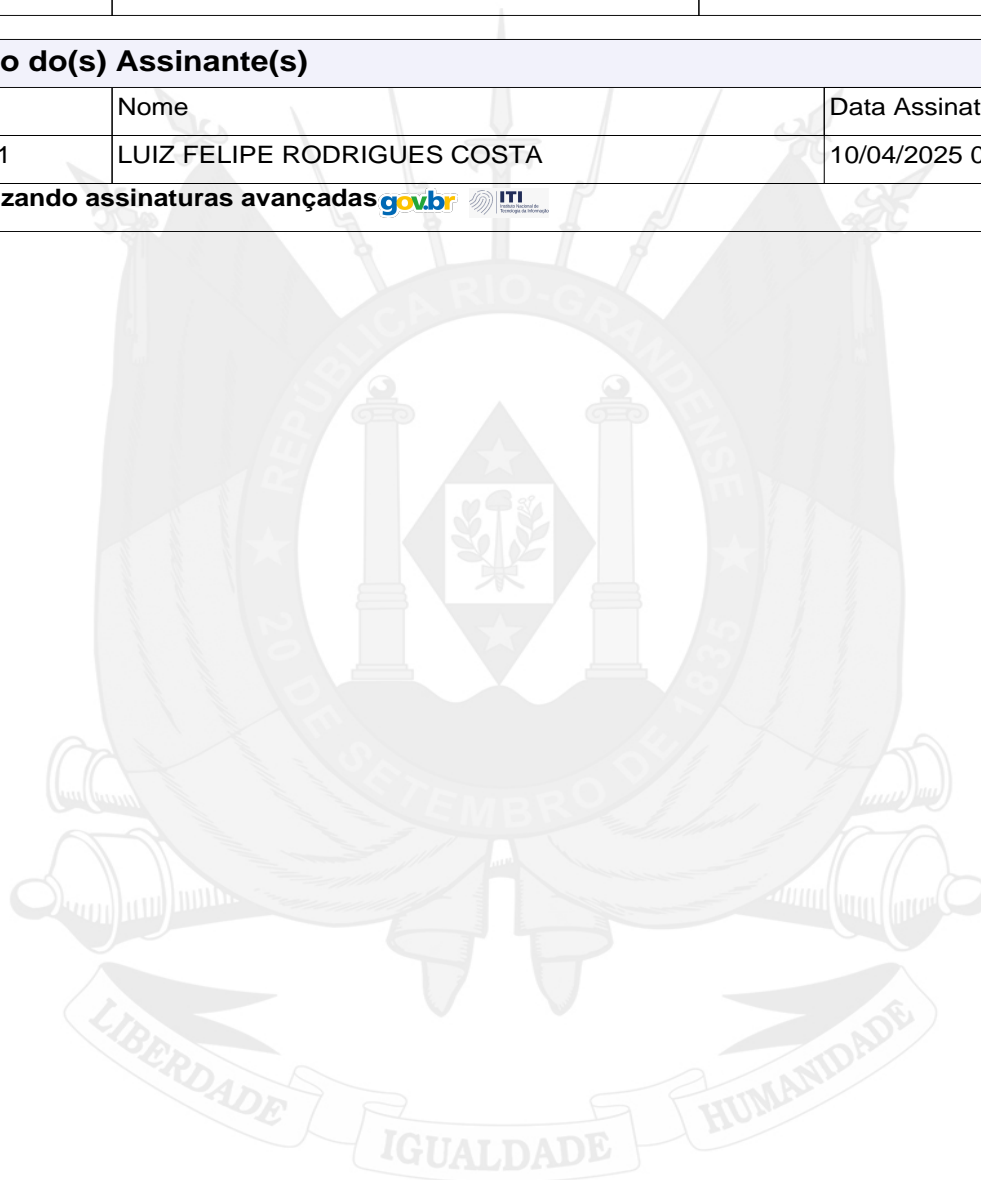 o do(s) Assinante(s)
Nome Data Assinat
1 LUIZ FELIPE RODRIGUES COSTA 10/04/2025 0
zando assinaturas avançadas gov.br ITI
REPÚBLICA RIO-GRANDENSE
20 DE SETEMBRO DE 1835
LIBERDADE IGUALDADE HUMANIDADE